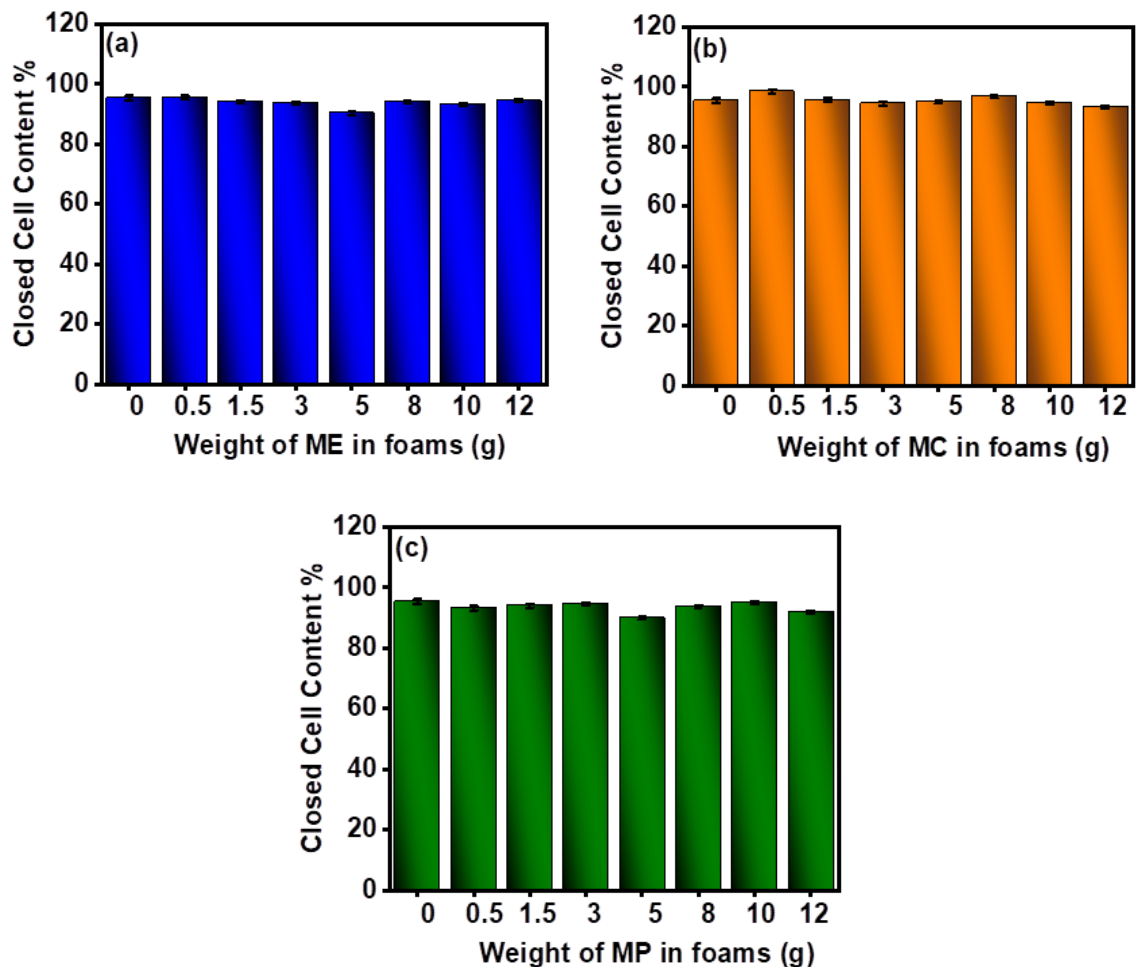 (a)
120
100
80
60
40
20
0
Closed Cell Content %
0 0.5 1.5 3 5 8 10 12
Weight of ME in foams (g)
(b)
120
100
80
60
40
20
0
Closed Cell Content %
0 0.5 1.5 3 5 8 10 12
Weight of MC in foams (g)
(c)
120
100
80
60
40
20
0
Closed Cell Content %
0 0.5 1.5 3 5 8 10 12
Weight of MP in foams (g)